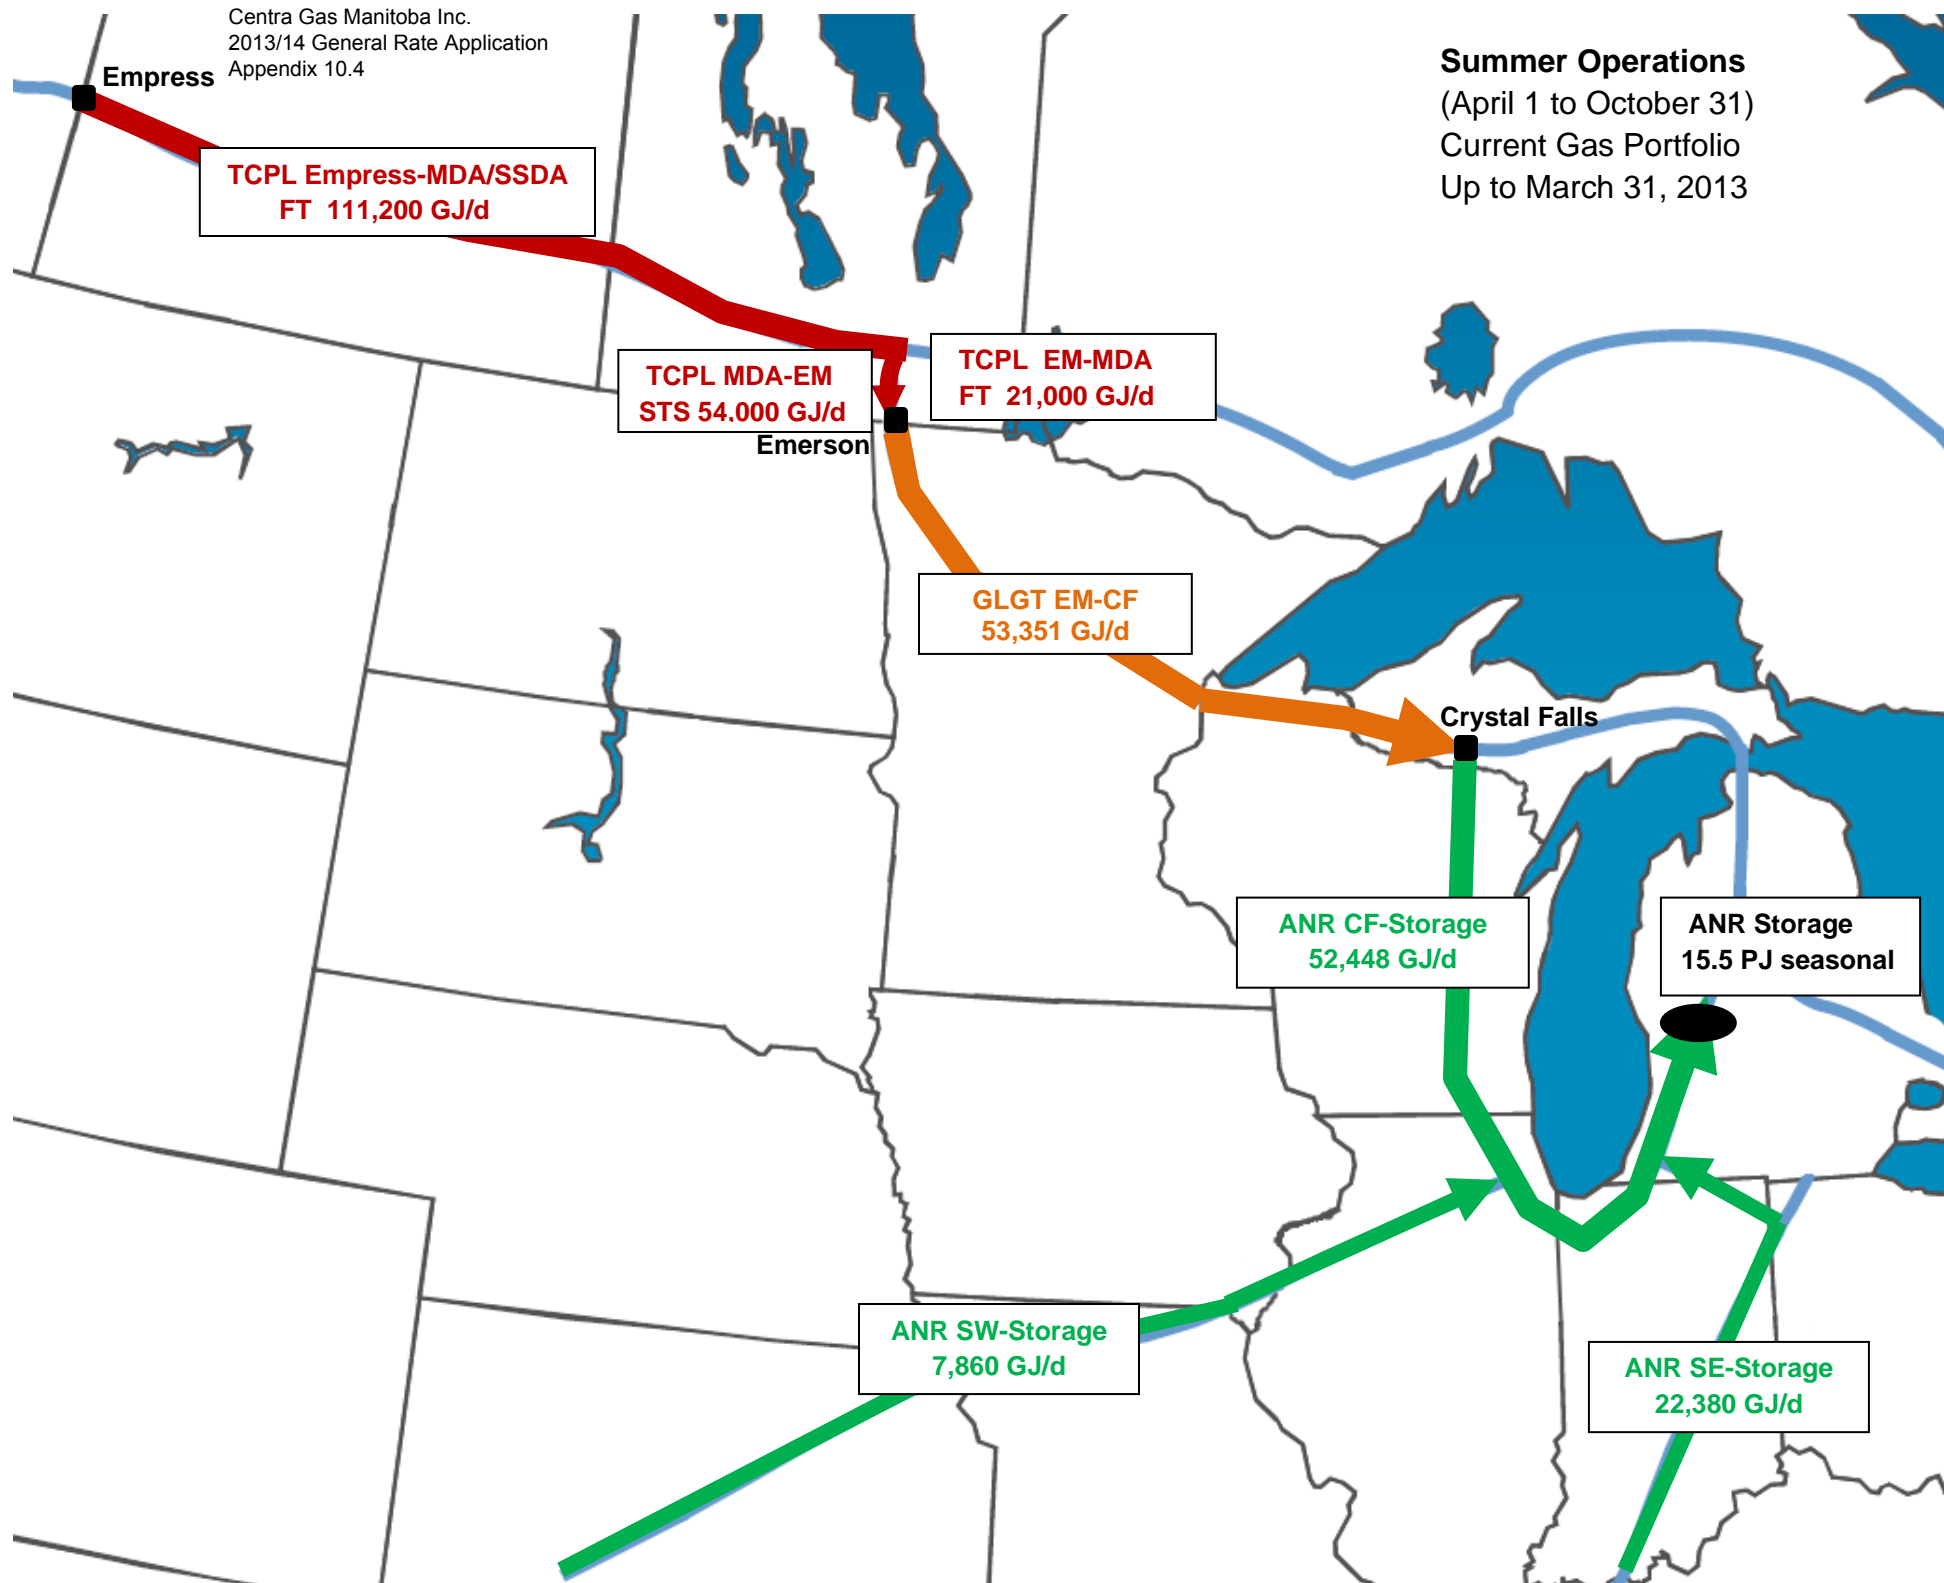 Centra Gas Manitoba Inc.
2013/14 General Rate Application
Appendix 10.4
Empress
Summer Operations
(April 1 to October 31)
Current Gas Portfolio
Up to March 31, 2013
TCPL Empress-MDA/SSDA
FT 111,200 GJ/d
TCPL MDA-EM
STS 54,000 GJ/d
TCPL EM-MDA
FT 21,000 GJ/d
Emerson
GLGT EM-CF
53,351 GJ/d
Crystal Falls
ANR CF-Storage
52,448 GJ/d
ANR Storage
15.5 PJ seasonal
ANR SW-Storage
7,860 GJ/d
ANR SE-Storage
22,380 GJ/d